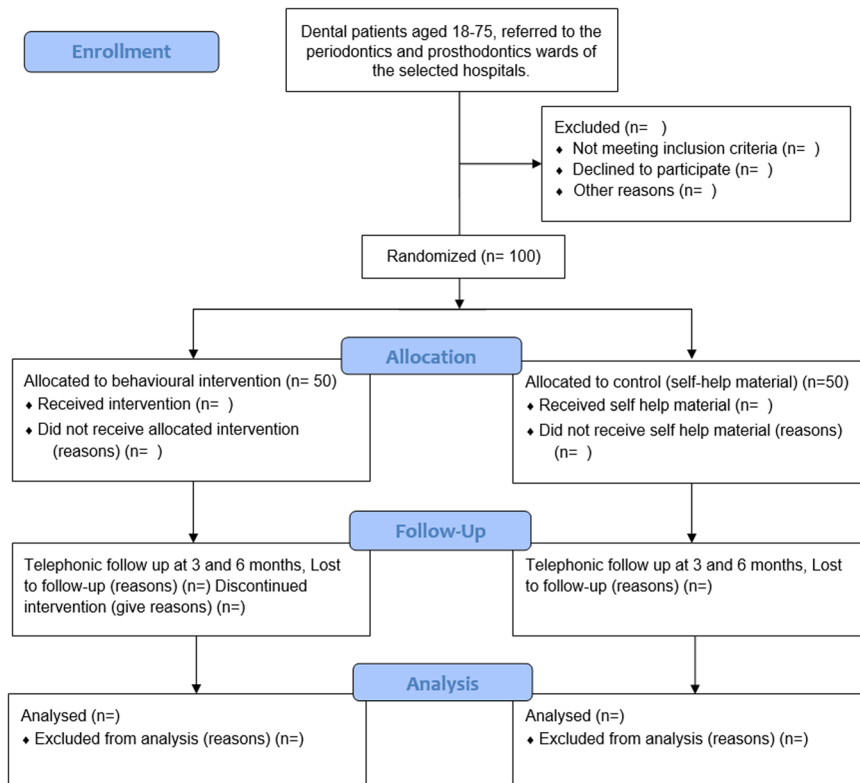 Enrollment
Dental patients aged 18-75, referred to the
periodontics and prosthodontics wards of
the selected hospitals.
Excluded (n=   )
♦ Not meeting inclusion criteria (n=  )
♦ Declined to participate (n=  )
♦ Other reasons (n=  )
Randomized (n= 100)
Allocation
Allocated to behavioural intervention (n= 50)
♦ Received intervention (n=  )
♦ Did not receive allocated intervention
(reasons) (n=  )
Allocated to control (self-help material) (n=50)
♦ Received self help material (n=  )
♦ Did not receive self help material (reasons)
(n=  )
Follow-Up
Telephonic follow up at 3 and 6 months, Lost
to follow-up (reasons) (n=) Discontinued
intervention (give reasons) (n=)
Telephonic follow up at 3 and 6 months, Lost
to follow-up (reasons) (n=)
Analysis
Analysed (n=)
♦ Excluded from analysis (reasons) (n=)
Analysed (n=)
♦ Excluded from analysis (reasons) (n=)